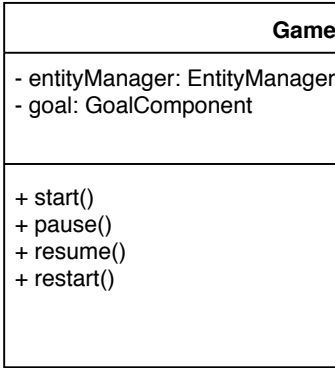 Game
- entityManager: EntityManager
- goal: GoalComponent
+ start()
+ pause()
+ resume()
+ restart()